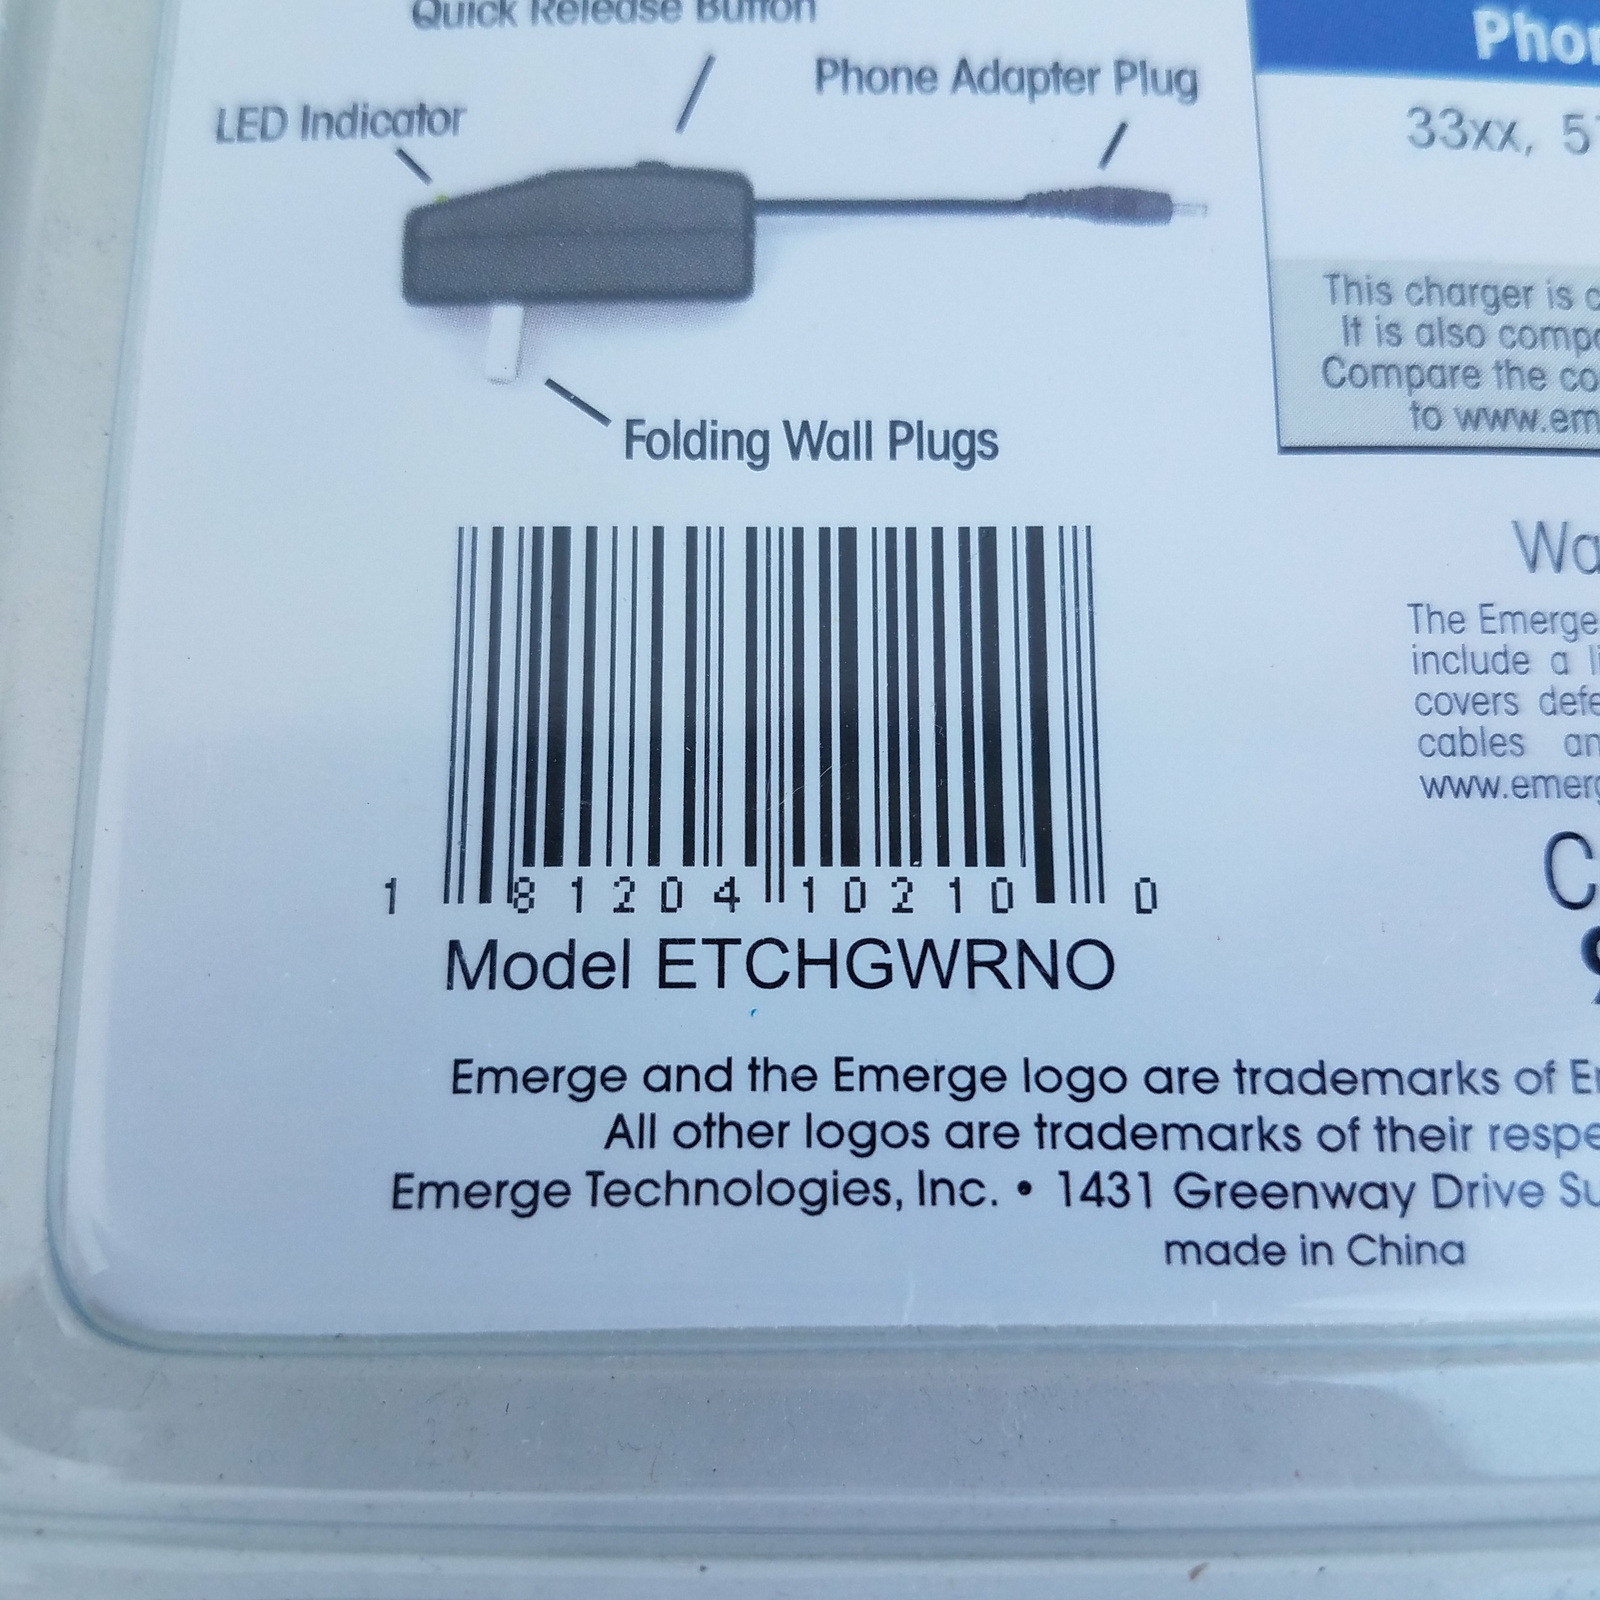 Quick Release Button
Phone Adapter Plug
LED Indicator
Folding Wall Plugs
33xx,
This charger is
It is also
Compare the
to
1 81204 10210 0
Model ETCHGWRNO
The Emerge
include a
covers
cables
Emerge and the Emerge logo are trademarks of
All other logos are trademarks of their
Emerge Technologies, Inc. • 1431 Greenway Drive
made in China